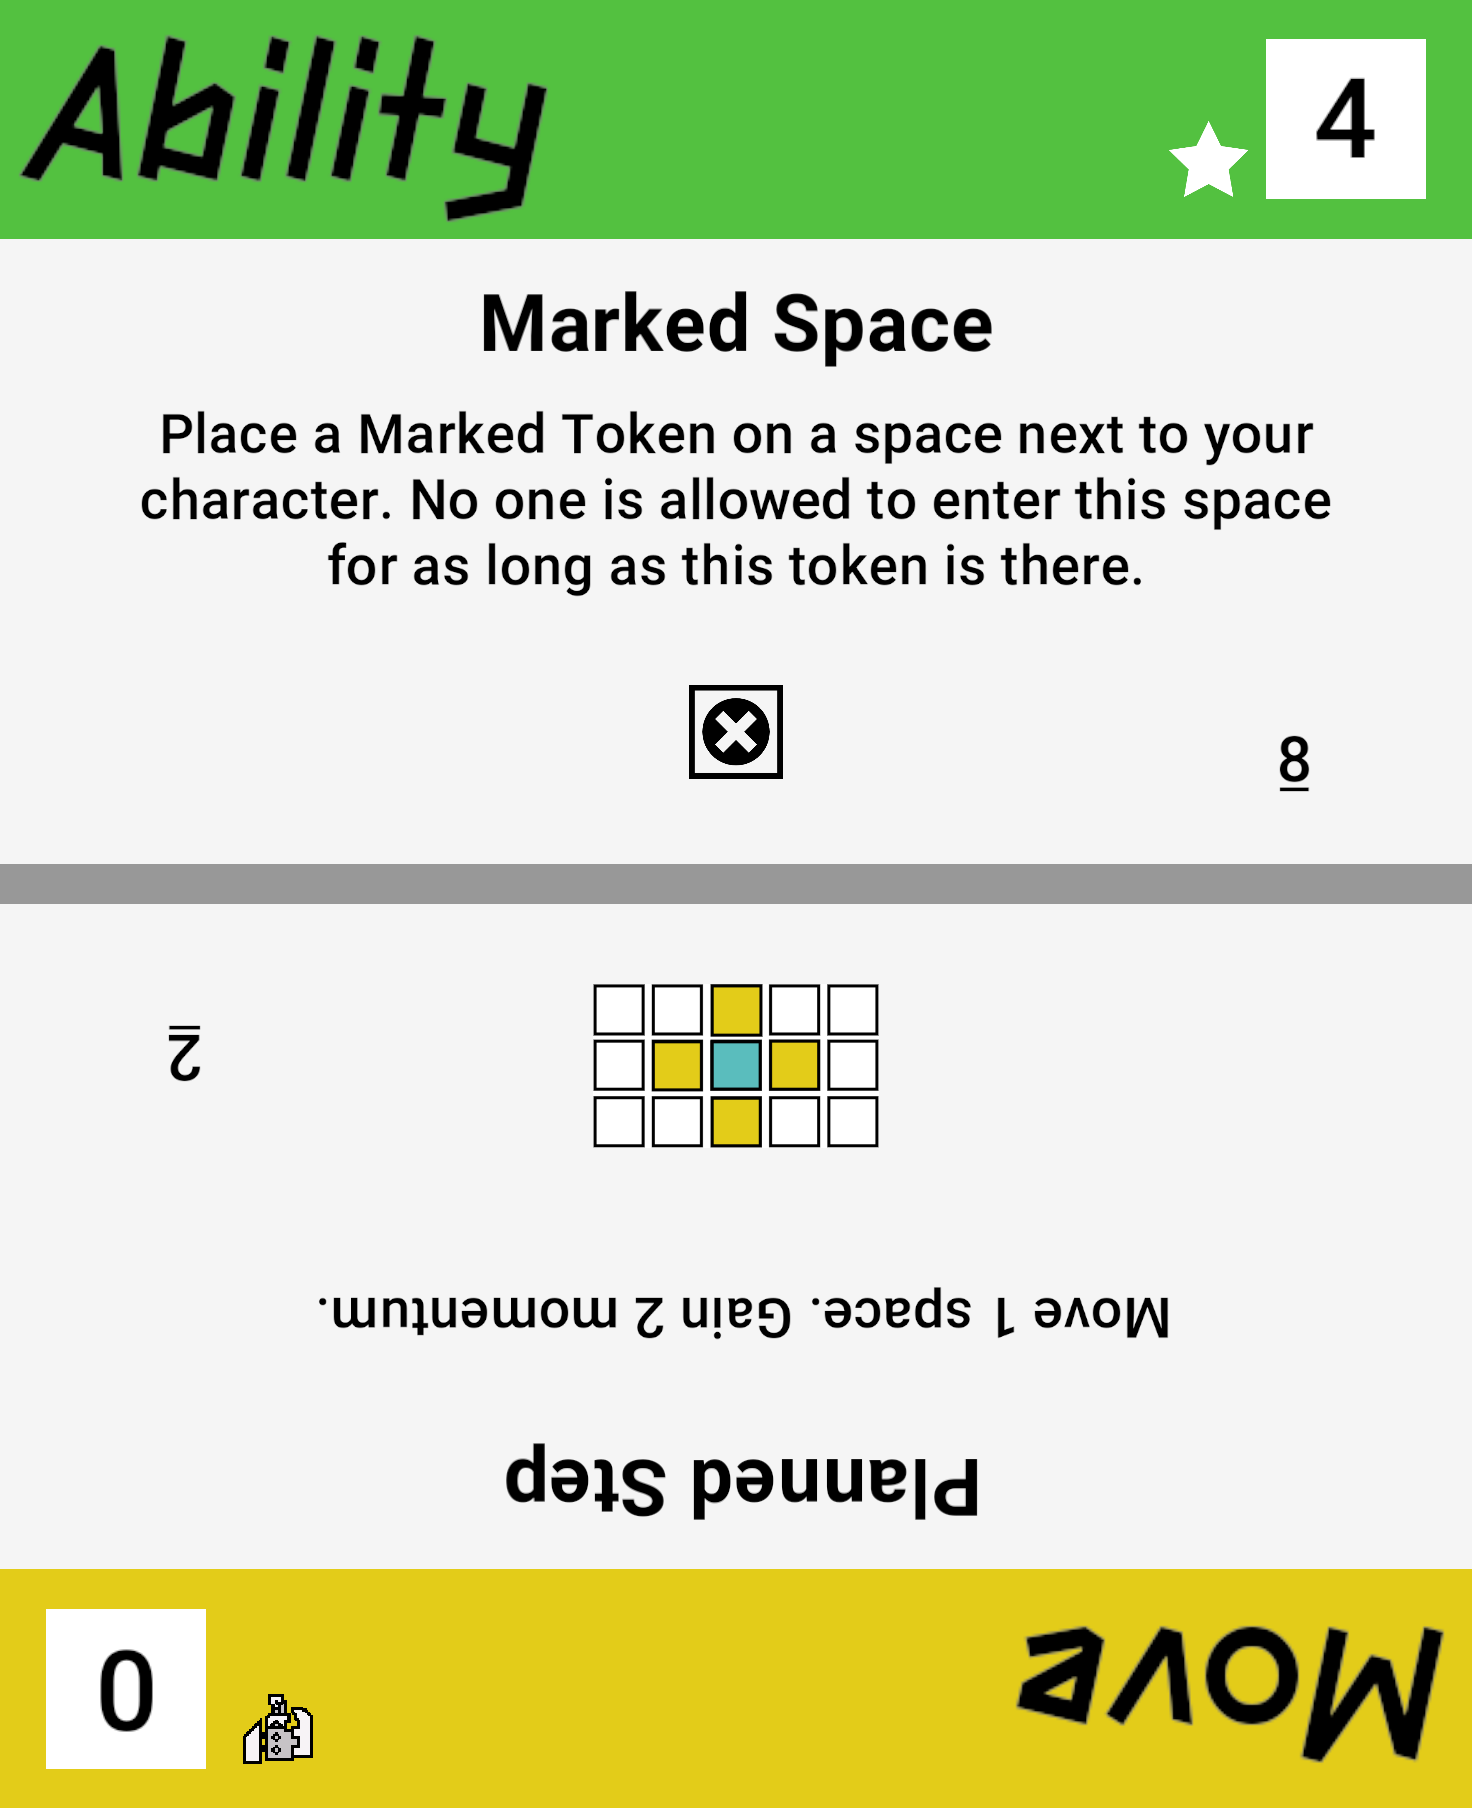 Ability
4
Marked Space
Place a Marked Token on a space next to your
character. No one is allowed to enter this space
for as long as this token is there.
8
Move
0
Planned Step
Move 1 space. Gain 2 momentum.
2